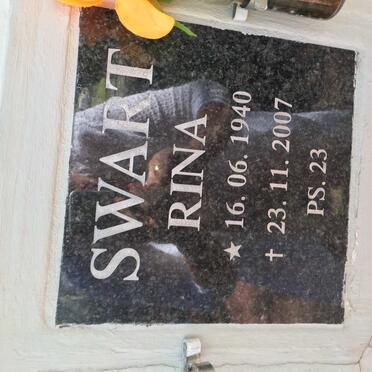 SWART
RINA
★ 16. 06. 1940
✝ 23. 11. 2007
PS. 23